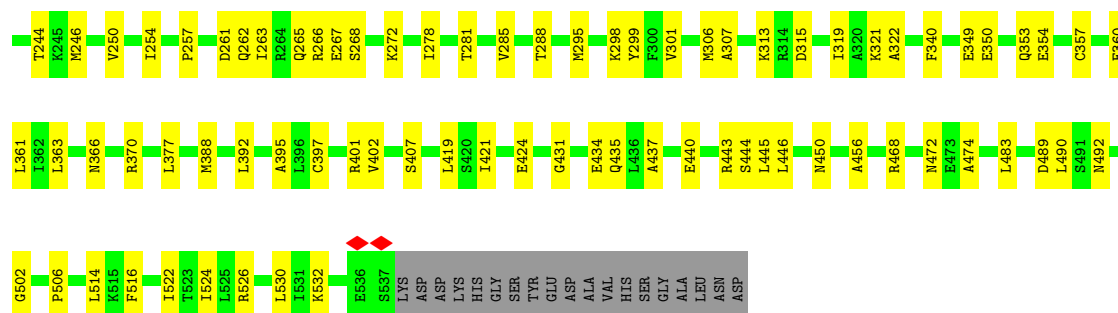 T244 K245 M246 V250 I254 P257 D261 Q262 I263 R264 Q265 R266 E267 S268 K272 I278 T281 V285 T288 M295 K298 Y299 F300 V301 M306 A307 K313 R314 D315 I319 A320 K321 A322 F340 E349 E350 Q353 E354 C357 E360
L361 I362 L363 N366 R370 L377 M388 L392 A395 L396 C397 R401 V402 S407 L419 S420 I421 E424 G431 E434 Q435 L436 A437 E440 R443 S444 L445 L446 N450 A456 R468 N472 E473 A474 L483 D489 L490 S491 N492
G502 P506 L514 K515 F516 I522 T523 I524 L525 R526 L530 I531 K532 E536 S537 LYS ASP ASP LYS HIS GLY SER TYR GLU ASP ASP ALA VAL HIS SER GLY ALA LEU ASN ASP